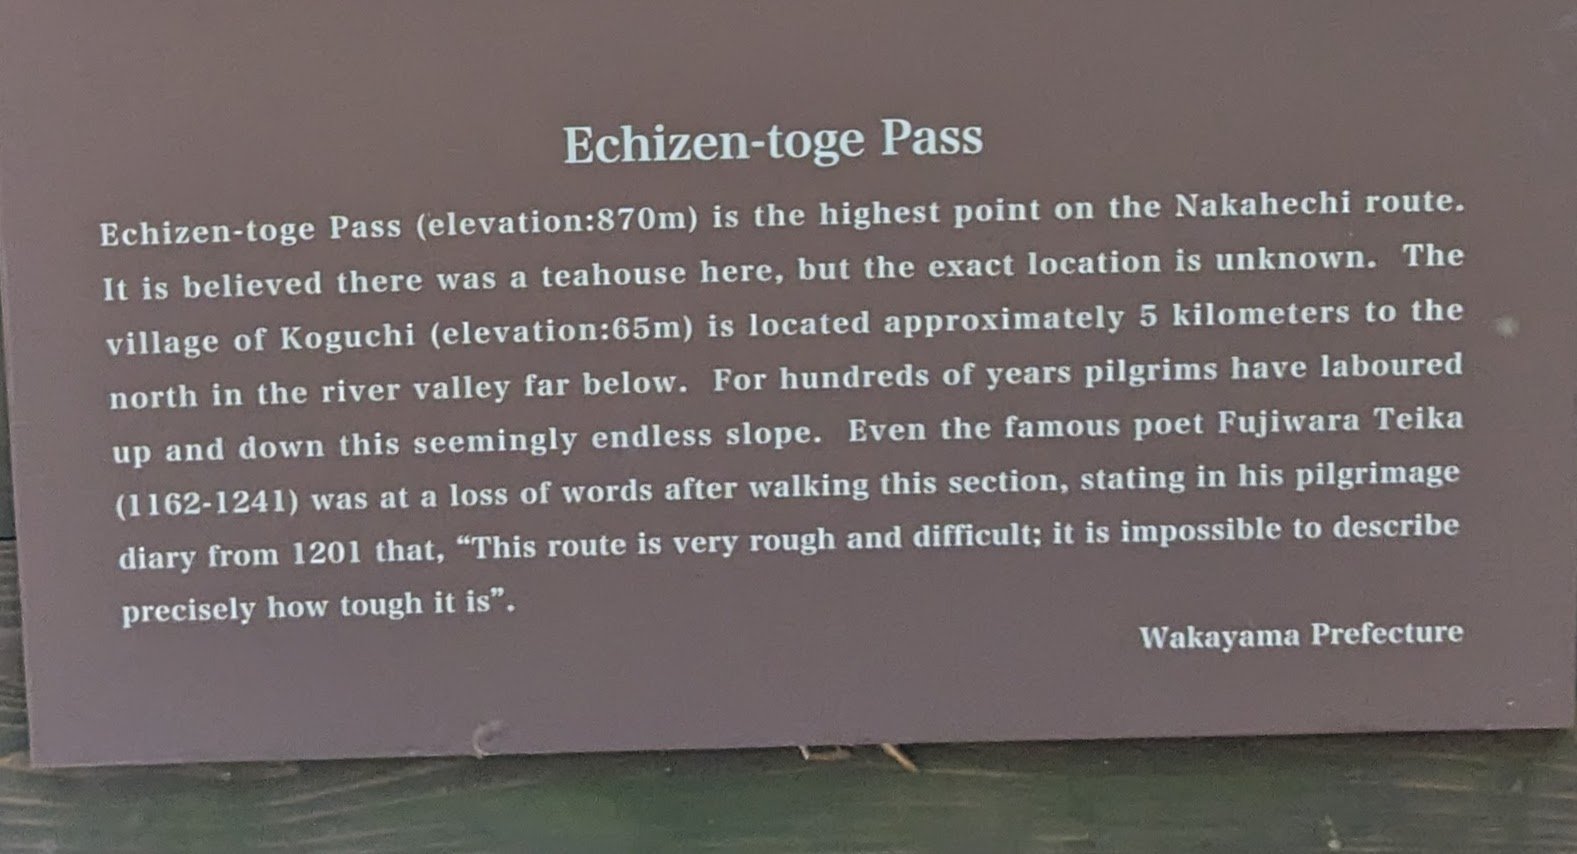 Echizen-toge Pass
Echizen-toge Pass (elevation:870m) is the highest point on the Nakahechi route.
It is believed there was a teahouse here, but the exact location is unknown. The
village of Koguchi (elevation:65m) is located approximately 5 kilometers to the
north in the river valley far below. For hundreds of years pilgrims have laboured
up and down this seemingly endless slope. Even the famous poet Fujiwara Teika
(1162-1241) was at a loss of words after walking this section, stating in his pilgrimage
diary from 1201 that, “This route is very rough and difficult; it is impossible to describe
precisely how tough it is”.
Wakayama Prefecture